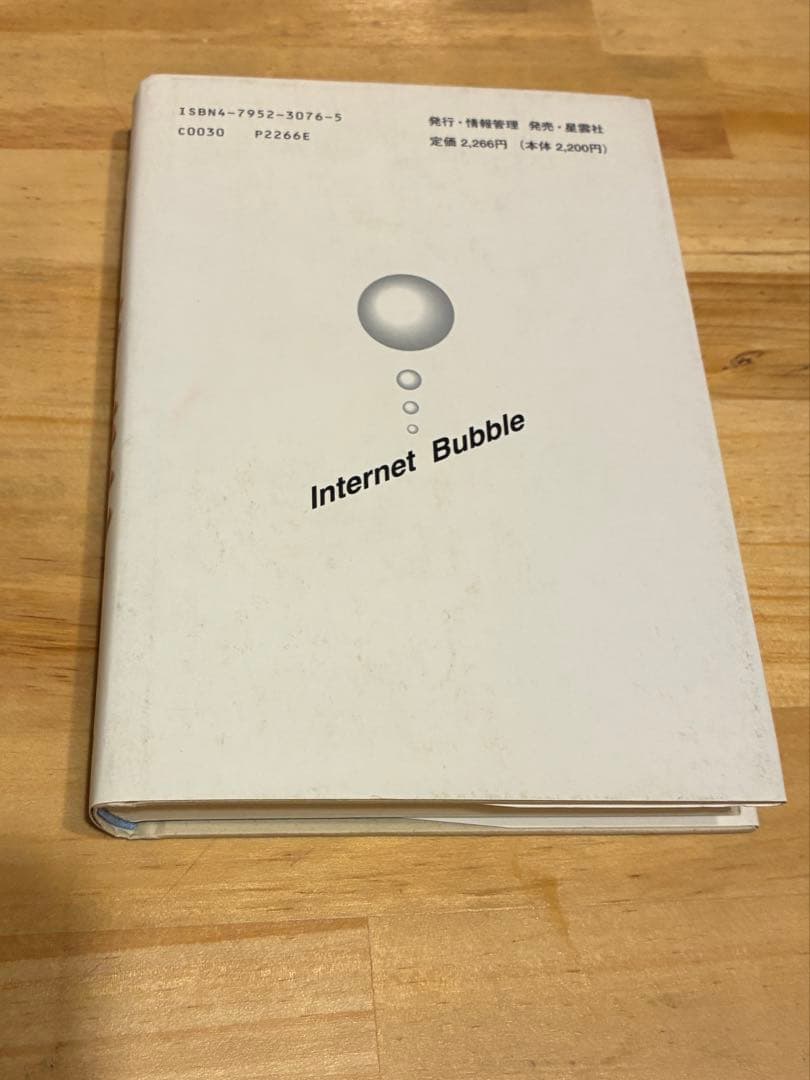 ISBN4-7952-3076-5
C0030 P2266E
発行・情報管理 発売・星雲社
定価 2,266円 （本体 2,200円）
Internet Bubble